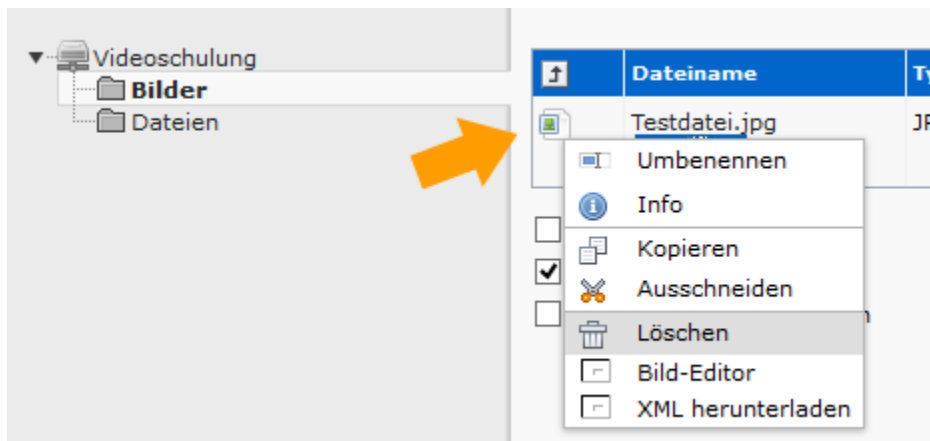 Videoschulung
Bilder
Dateien
Dateiname
Testdatei.jpg
Umbenennen
Info
Kopieren
Ausschneiden
Löschen
Bild-Editor
XML herunterladen